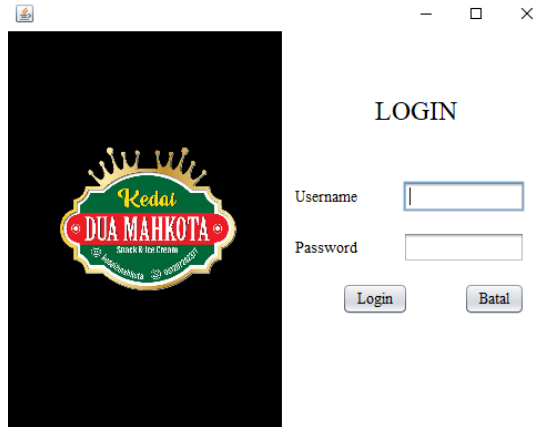 LOGIN
Kedai
DUA MAHKOTA
Snack & Ice Cream
Username
Password
Login
Batal